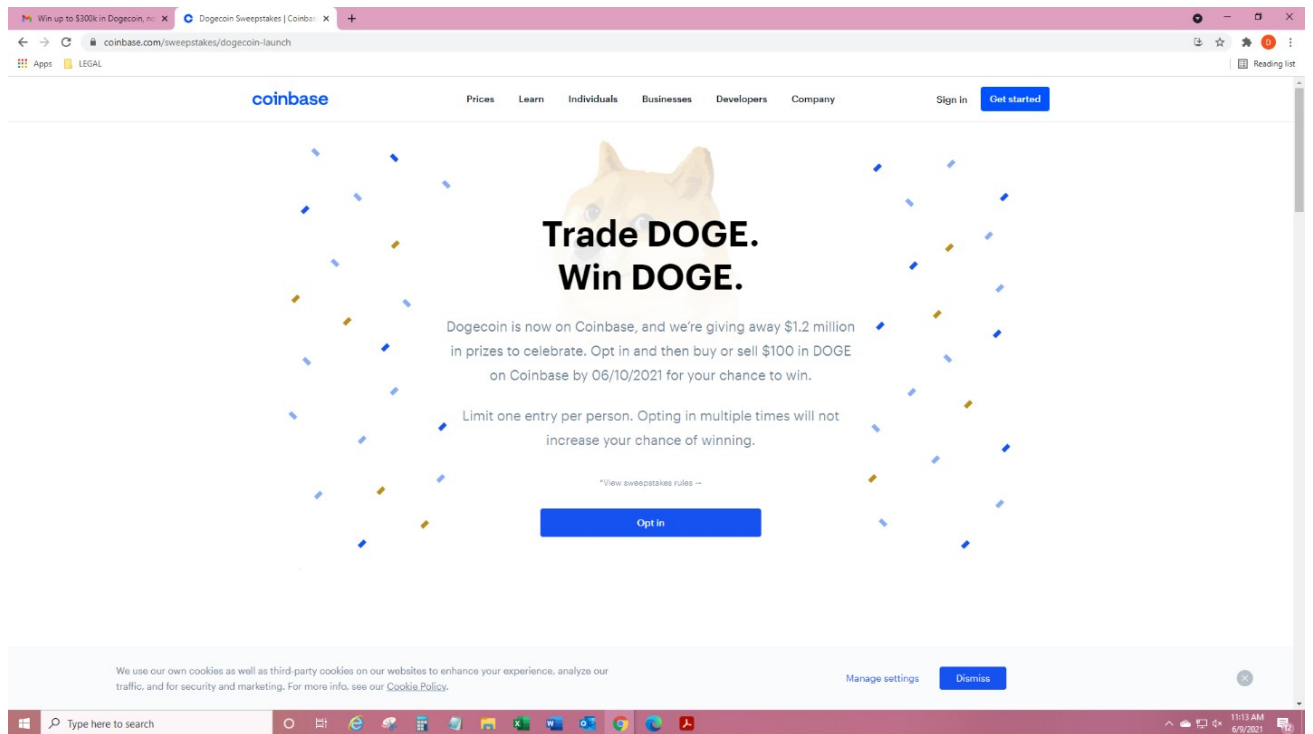 Win up to $300k in Dogecoin, no
Dogecoin Sweepstakes | Coinbas
coinbase.com/sweepstakes/dogecoin-launch
D
Apps
LEGAL
Reading list
coinbase
Prices
Learn
Individuals
Businesses
Developers
Company
Sign in
Get started
Trade DOGE.
Win DOGE.
Dogecoin is now on Coinbase, and we're giving away $1.2 million
in prizes to celebrate. Opt in and then buy or sell $100 in DOGE
on Coinbase by 06/10/2021 for your chance to win.
Limit one entry per person. Opting in multiple times will not
increase your chance of winning.
*View sweepstakes rules →
Opt in
We use our own cookies as well as third-party cookies on our websites to enhance your experience, analyze our
traffic, and for security and marketing. For more info, see our Cookie Policy.
Manage settings
Dismiss
Type here to search
11:13 AM
6/9/2021
12